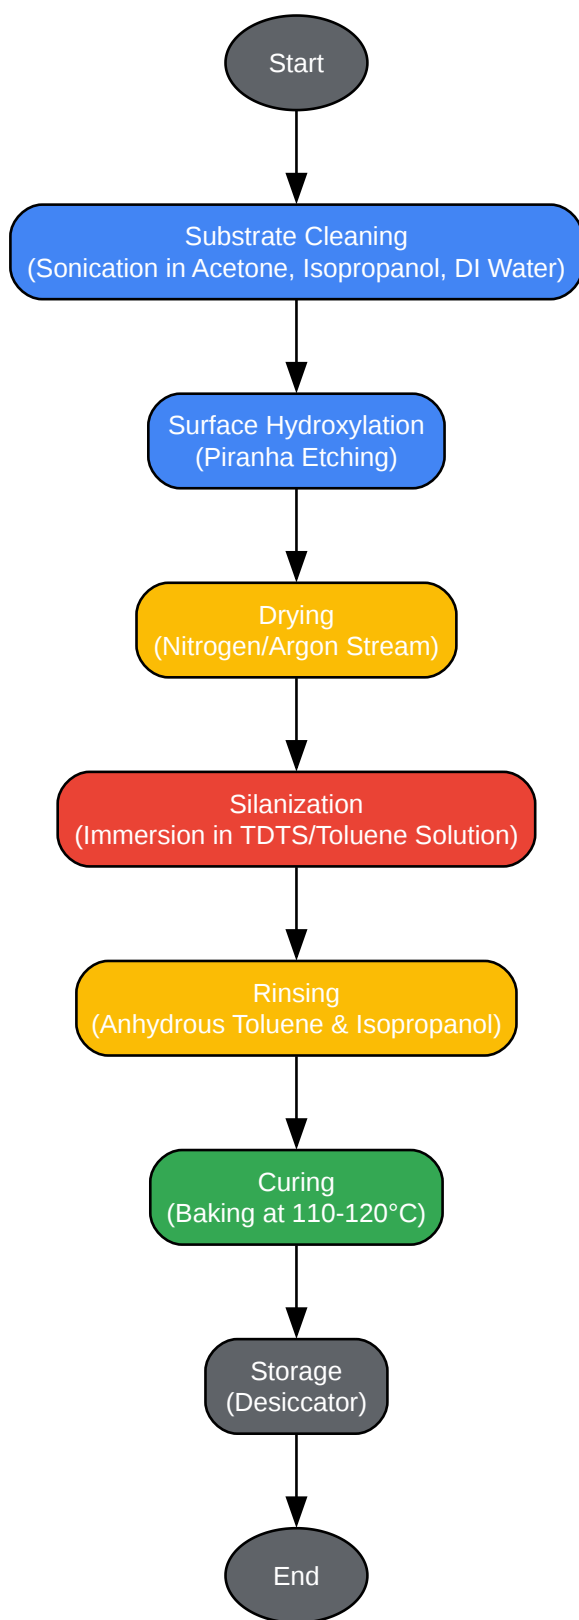 Start
Substrate Cleaning
(Sonication in Acetone, Isopropanol, DI Water)
Surface Hydroxylation
(Piranha Etching)
Drying
(Nitrogen/Argon Stream)
Silanization
(Immersion in TDTS/Toluene Solution)
Rinsing
(Anhydrous Toluene & Isopropanol)
Curing
(Baking at 110-120°C)
Storage
(Desiccator)
End